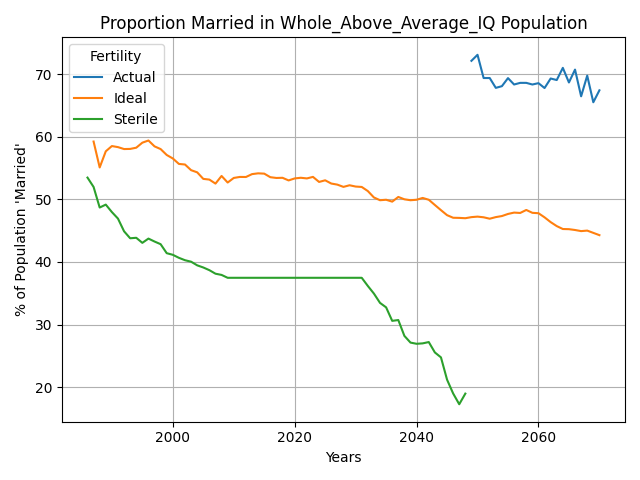 Proportion Married in Whole_Above_Average_IQ Population
Fertility
Actual
Ideal
Sterile
% of Population 'Married'
70
60
50
40
30
20
2000
2020
2040
2060
Years